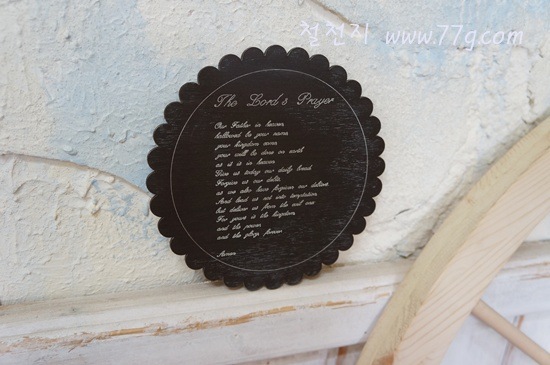 철천지 www.77g.com
The Lord's Prayer
Our Father in heaven
hallowed be your name
your kingdom come
your will be done on earth
as it is in heaven
Give us today our daily bread
Forgive us our debts
as we also have forgiven our debtors
And lead us not into temptation
but deliver us from the evil one
For yours is the kingdom
and the power
and the glory forever
Amen